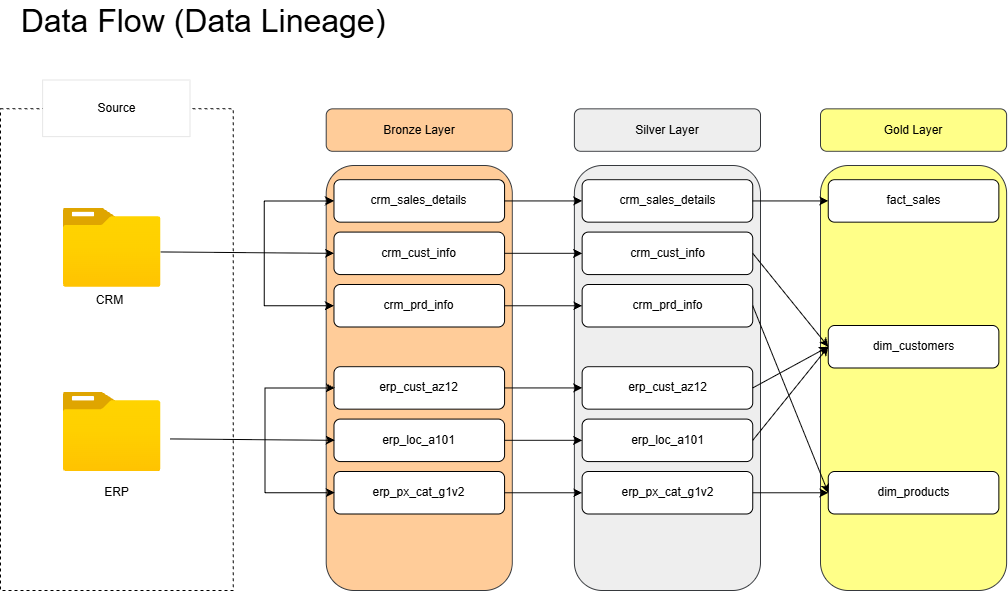 Data Flow (Data Lineage)
Source
Bronze Layer
Silver Layer
Gold Layer
CRM
ERP
crm_sales_details
crm_cust_info
crm_prd_info
erp_cust_az12
erp_loc_a101
erp_px_cat_g1v2
crm_sales_details
crm_cust_info
crm_prd_info
erp_cust_az12
erp_loc_a101
erp_px_cat_g1v2
fact_sales
dim_customers
dim_products